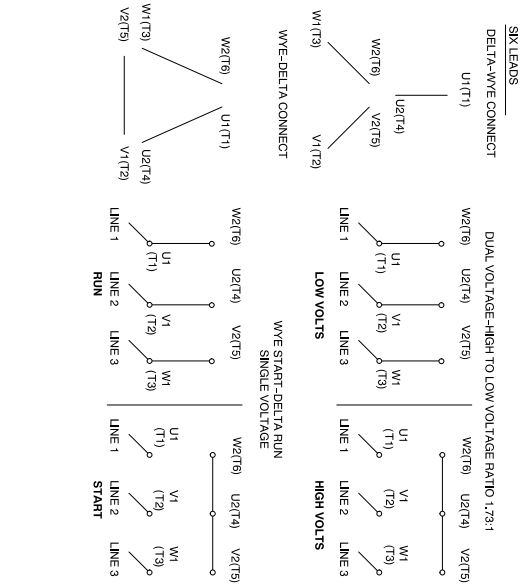 SIX LEADS
DELTA-WYE CONNECT
U1(T1)
U2(T4)
W2(T6)
V2(T5)
W1(T3)
V1(T2)
DUAL VOLTAGE-HIGH TO LOW VOLTAGE RATIO 1.73:1
W2(T6) U2(T4) V2(T5)
U1 V1 W1
(T1) (T2) (T3)
LINE 1 LINE 2 LINE 3
LOW VOLTS
W2(T6) U2(T4) V2(T5)
U1 V1 W1
(T1) (T2) (T3)
LINE 1 LINE 2 LINE 3
HIGH VOLTS
WYE-DELTA CONNECT
W2(T6) U1(T1)
W1(T3) U2(T4)
V2(T5) V1(T2)
WYE START-DELTA RUN
SINGLE VOLTAGE
W2(T6) U2(T4) V2(T5)
U1 V1 W1
(T1) (T2) (T3)
LINE 1 LINE 2 LINE 3
RUN
W2(T6) U2(T4) V2(T5)
U1 V1 W1
(T1) (T2) (T3)
LINE 1 LINE 2 LINE 3
START